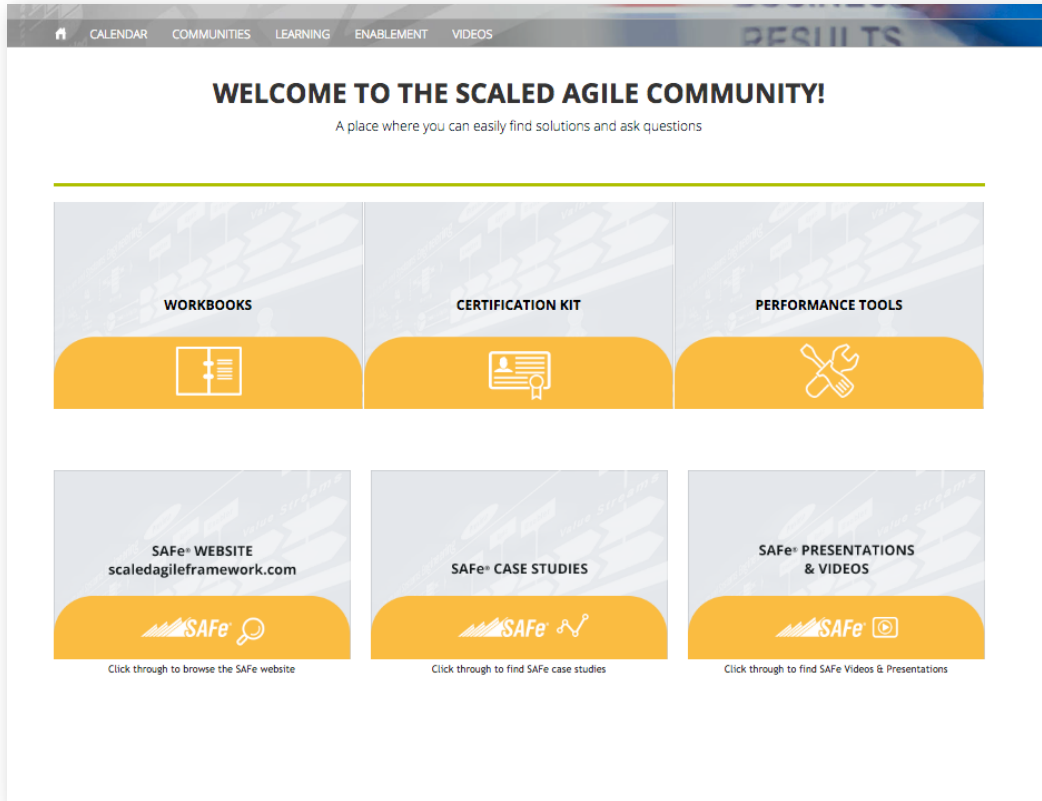 BUSINESS
RESULTS
CALENDAR COMMUNITIES LEARNING ENABLEMENT VIDEOS
WELCOME TO THE SCALED AGILE COMMUNITY!
A place where you can easily find solutions and ask questions
WORKBOOKS
CERTIFICATION KIT
PERFORMANCE TOOLS
SAFe® WEBSITE
scaledagileframework.com
SAFe® CASE STUDIES
SAFe® PRESENTATIONS
& VIDEOS
SAFe®
SAFe®
SAFe®
Click through to browse the SAFe website
Click through to find SAFe case studies
Click through to find SAFe Videos & Presentations